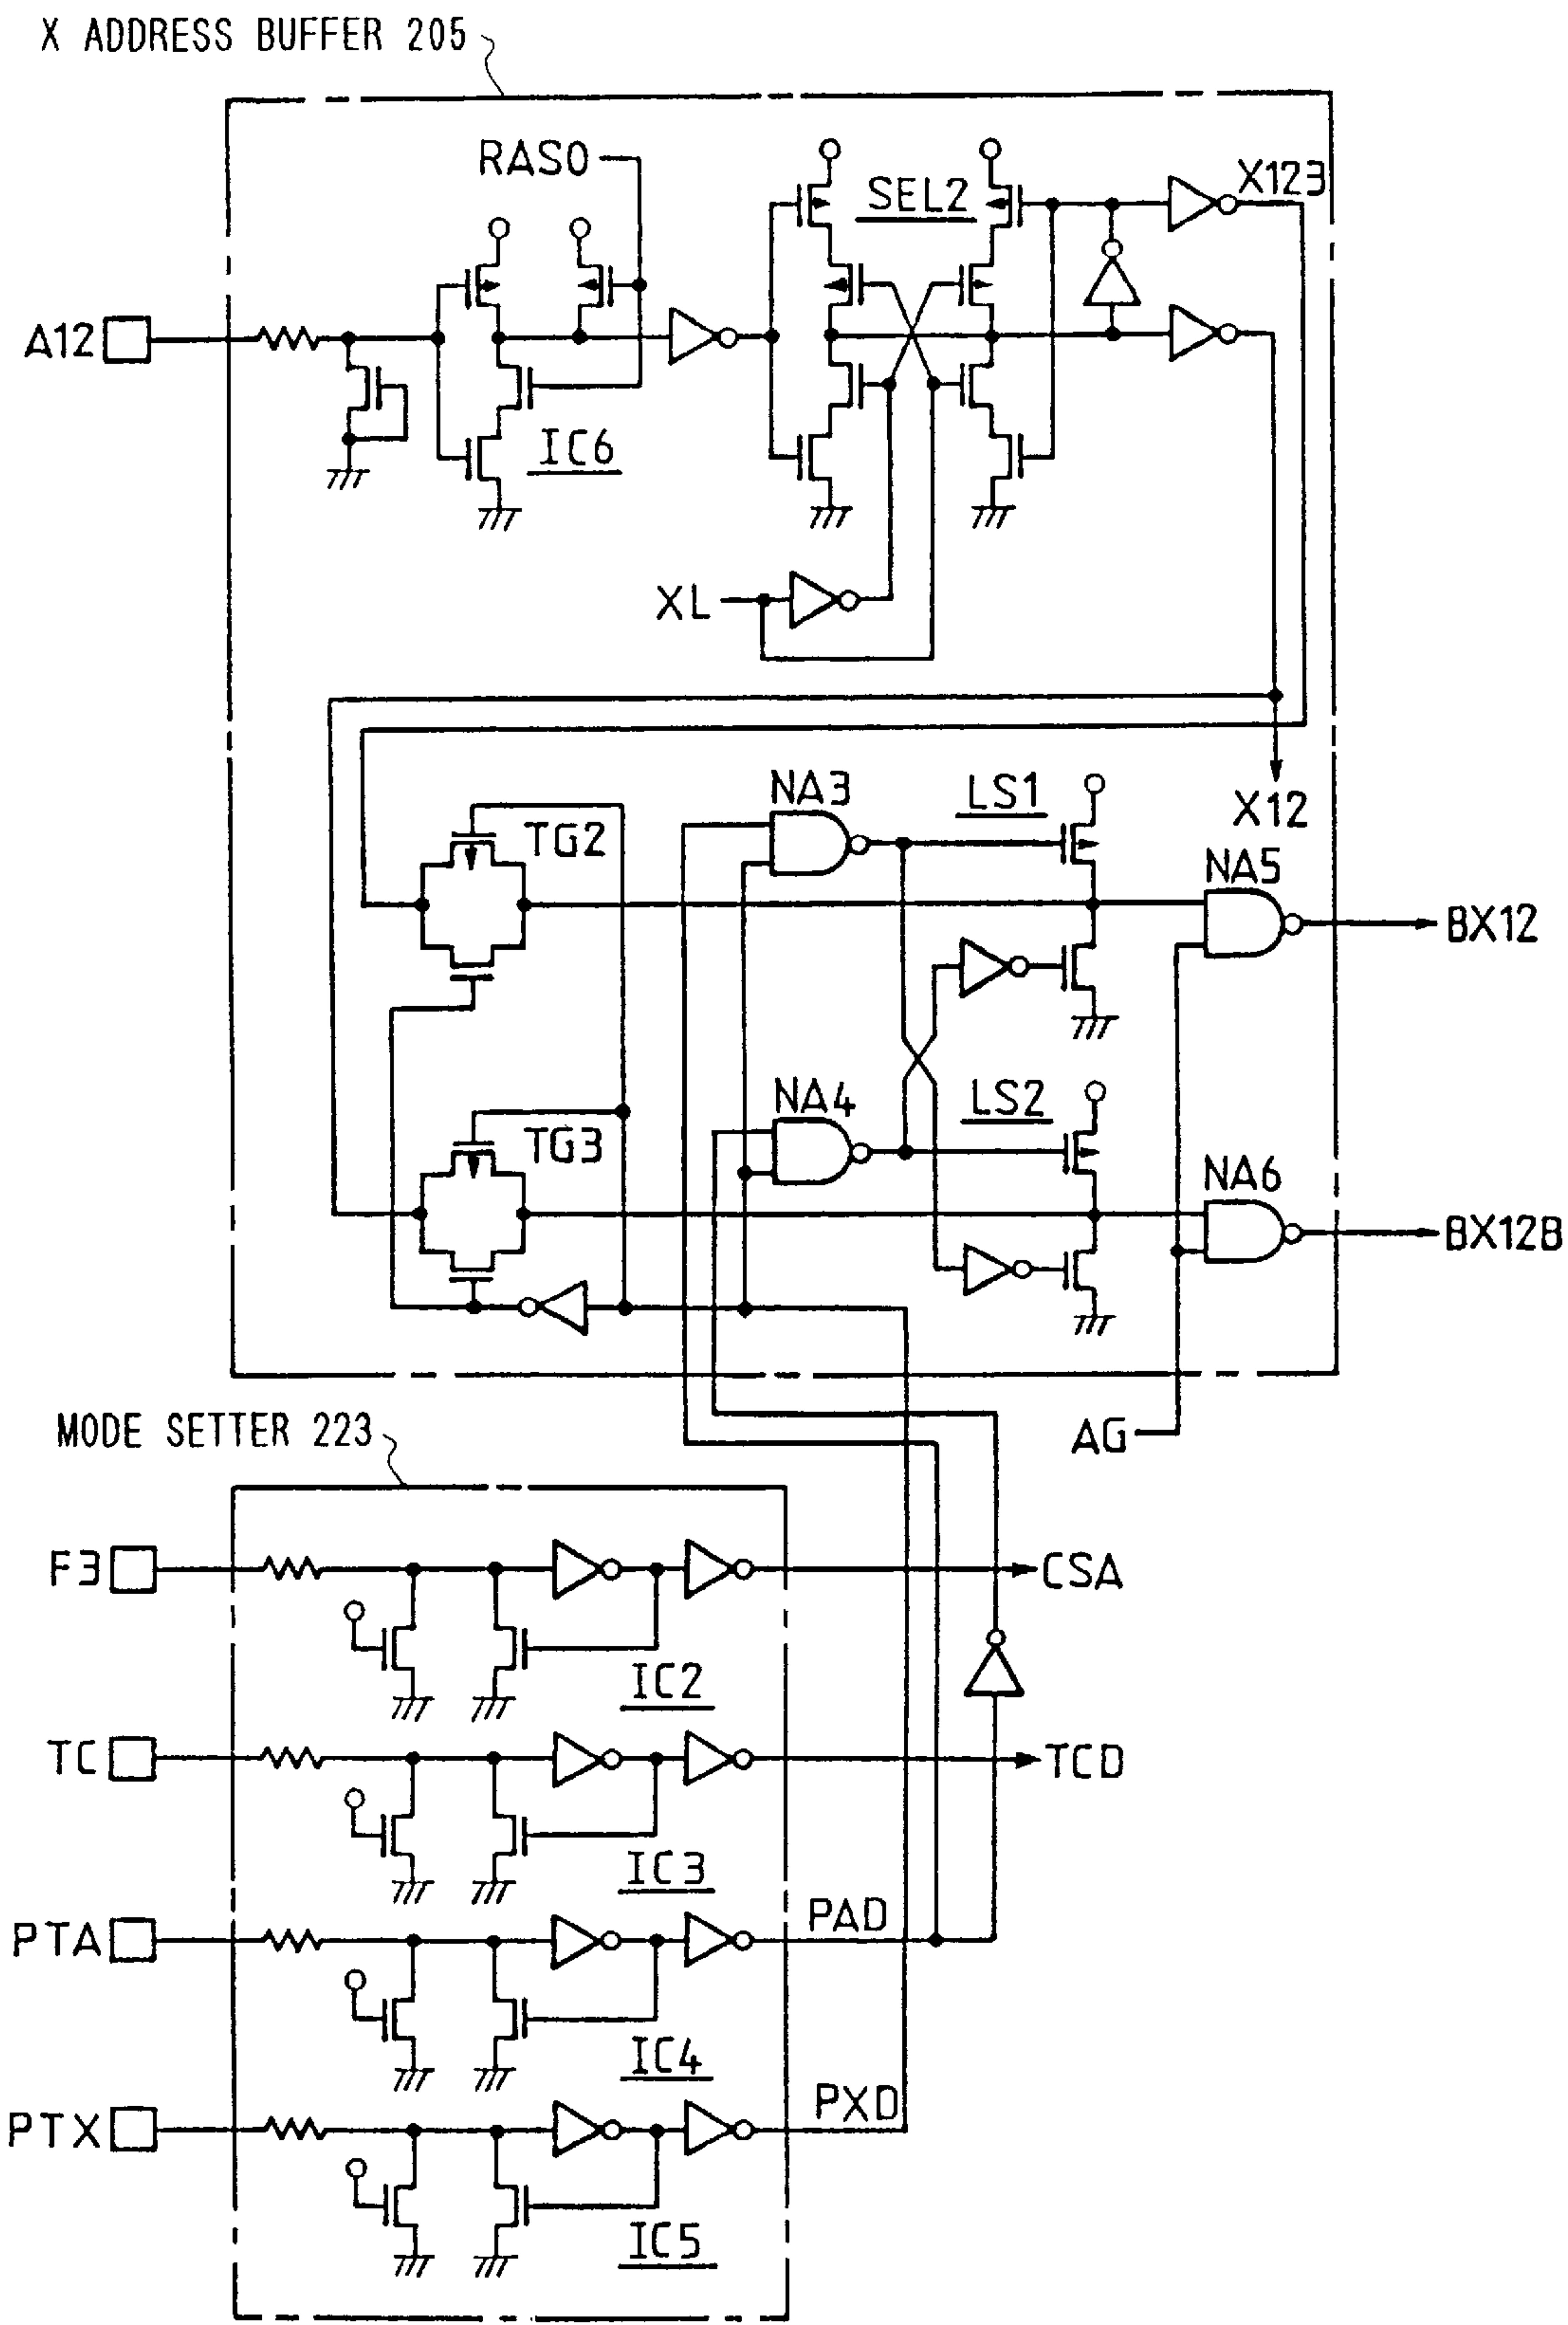 X ADDRESS BUFFER 205
RAS0
SEL2
X123
A12
IC6
XL
X12
TG2
NA3
LS1
NA5
BX12
TG3
NA4
LS2
NA6
BX12B
AG
MODE SETTER 223
F3
CSA
IC2
TC
TCD
IC3
PTA
PAD
IC4
PTX
PXD
IC5